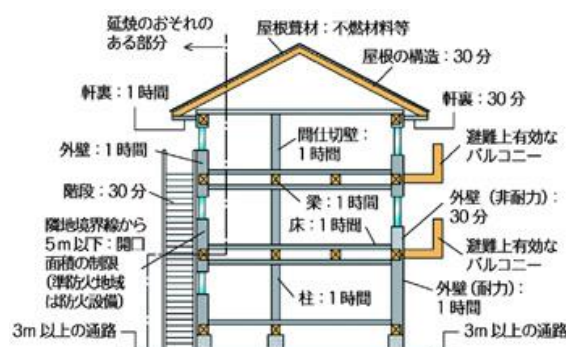 延焼のおそれの
ある部分
屋根葺材：不燃材料等
屋根の構造：30分
軒裏：1時間
軒裏：30分
間仕切壁：
1時間
避難上有効な
バルコニー
外壁：1時間
階段：30分
梁：1時間
外壁（非耐力）：
30分
床：1時間
隣地境界線から
5m以下：開口
面積の制限
（準防火地域
は防火設備）
避難上有効な
バルコニー
柱：1時間
外壁（耐力）：
1時間
3m以上の通路
3m以上の通路